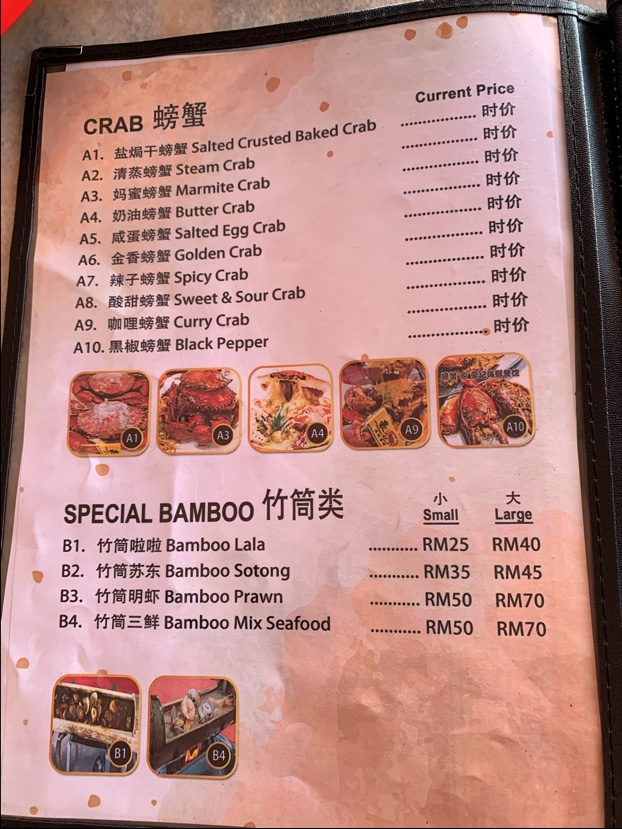 CRAB 螃蟹 Current Price
A1. 盐焗干螃蟹 Salted Crusted Baked Crab .................. 时价
A2. 清蒸螃蟹 Steam Crab .................. 时价
A3. 妈蜜螃蟹 Marmite Crab .................. 时价
A4. 奶油螃蟹 Butter Crab .................. 时价
A5. 咸蛋螃蟹 Salted Egg Crab .................. 时价
A6. 金香螃蟹 Golden Crab .................. 时价
A7. 辣子螃蟹 Spicy Crab .................. 时价
A8. 酸甜螃蟹 Sweet & Sour Crab .................. 时价
A9. 咖哩螃蟹 Curry Crab .................. 时价
A10. 黑椒螃蟹 Black Pepper .................. 时价
A1 A3 A4 A9 A10
SPECIAL BAMBOO 竹筒类
小 大
Small Large
B1. 竹筒啦啦 Bamboo Lala ........... RM25 RM40
B2. 竹筒苏东 Bamboo Sotong ........... RM35 RM45
B3. 竹筒明虾 Bamboo Prawn ........... RM50 RM70
B4. 竹筒三鲜 Bamboo Mix Seafood ........... RM50 RM70
B1 B4